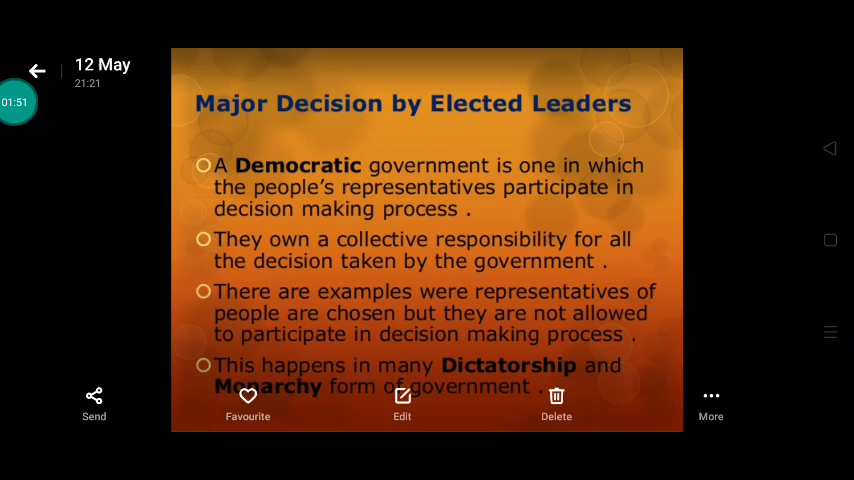 12 May
21:21
01:51
Major Decision by Elected Leaders
A Democratic government is one in which
the people's representatives participate in
decision making process .
They own a collective responsibility for all
the decision taken by the government .
There are examples were representatives of
people are chosen but they are not allowed
to participate in decision making process .
This happens in many Dictatorship and
Monarchy form of government .
Send
Favourite
Edit
Delete
More